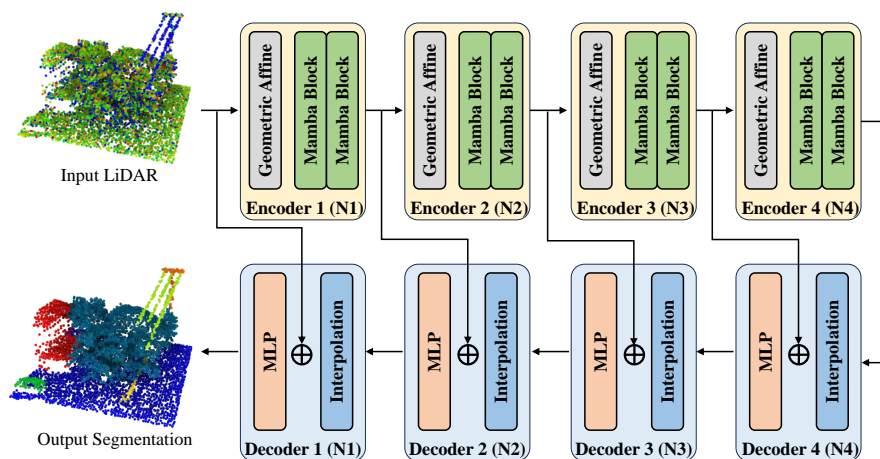 Input LiDAR
Geometric Affine
Mamba Block
Mamba Block
Encoder 1 (N1)
Geometric Affine
Mamba Block
Mamba Block
Encoder 2 (N2)
Geometric Affine
Mamba Block
Mamba Block
Encoder 3 (N3)
Geometric Affine
Mamba Block
Mamba Block
Encoder 4 (N4)
Output Segmentation
MLP
Interpolation
Decoder 1 (N1)
MLP
Interpolation
Decoder 2 (N2)
MLP
Interpolation
Decoder 3 (N3)
MLP
Interpolation
Decoder 4 (N4)